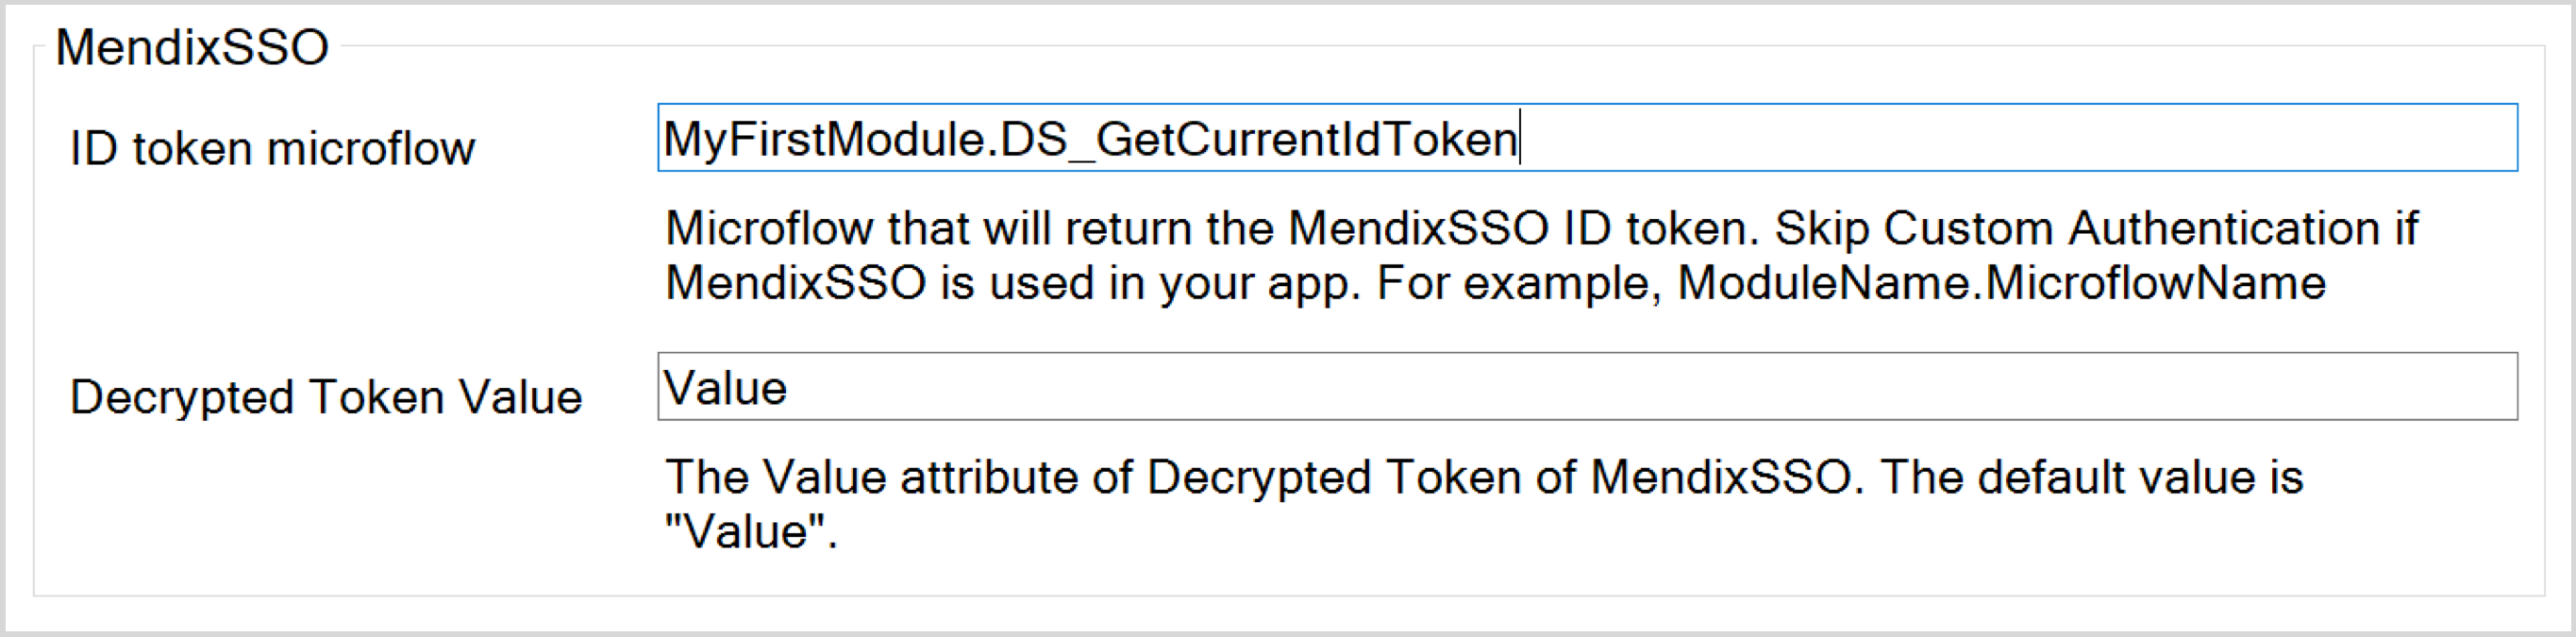 MendixSSO
ID token microflow
MyFirstModule.DS_GetCurrentIdToken
Microflow that will return the MendixSSO ID token. Skip Custom Authentication if
MendixSSO is used in your app. For example, ModuleName.MicroflowName
Decrypted Token Value
Value
The Value attribute of Decrypted Token of MendixSSO. The default value is
"Value".